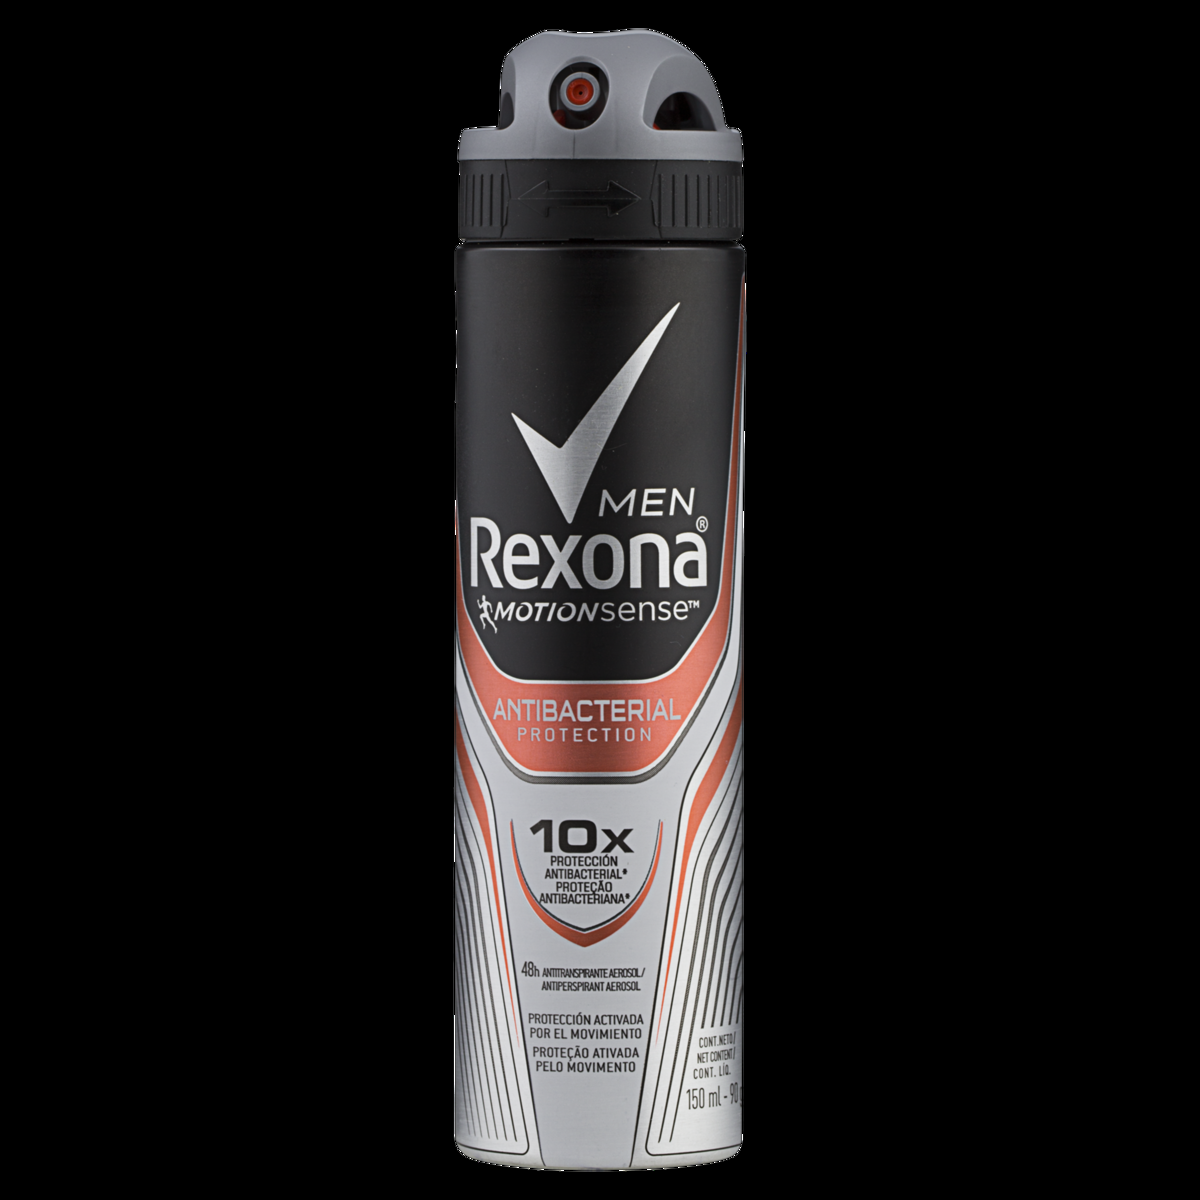 MEN
Rexona®
MOTIONsense™
ANTIBACTERIAL
PROTECTION
10x
PROTECCIÓN
ANTIBACTERIAL*
PROTEÇÃO
ANTIBACTERIANA*
48h ANTITRANSPIRANTE AEROSOL/
ANTIPERSPIRANT AEROSOL
PROTECCIÓN ACTIVADA
POR EL MOVIMIENTO
PROTEÇÃO ATIVADA
PELO MOVIMENTO
CONT.NETO/
NET CONTENT/
CONT. LÍQ.
150 ml - 90 g